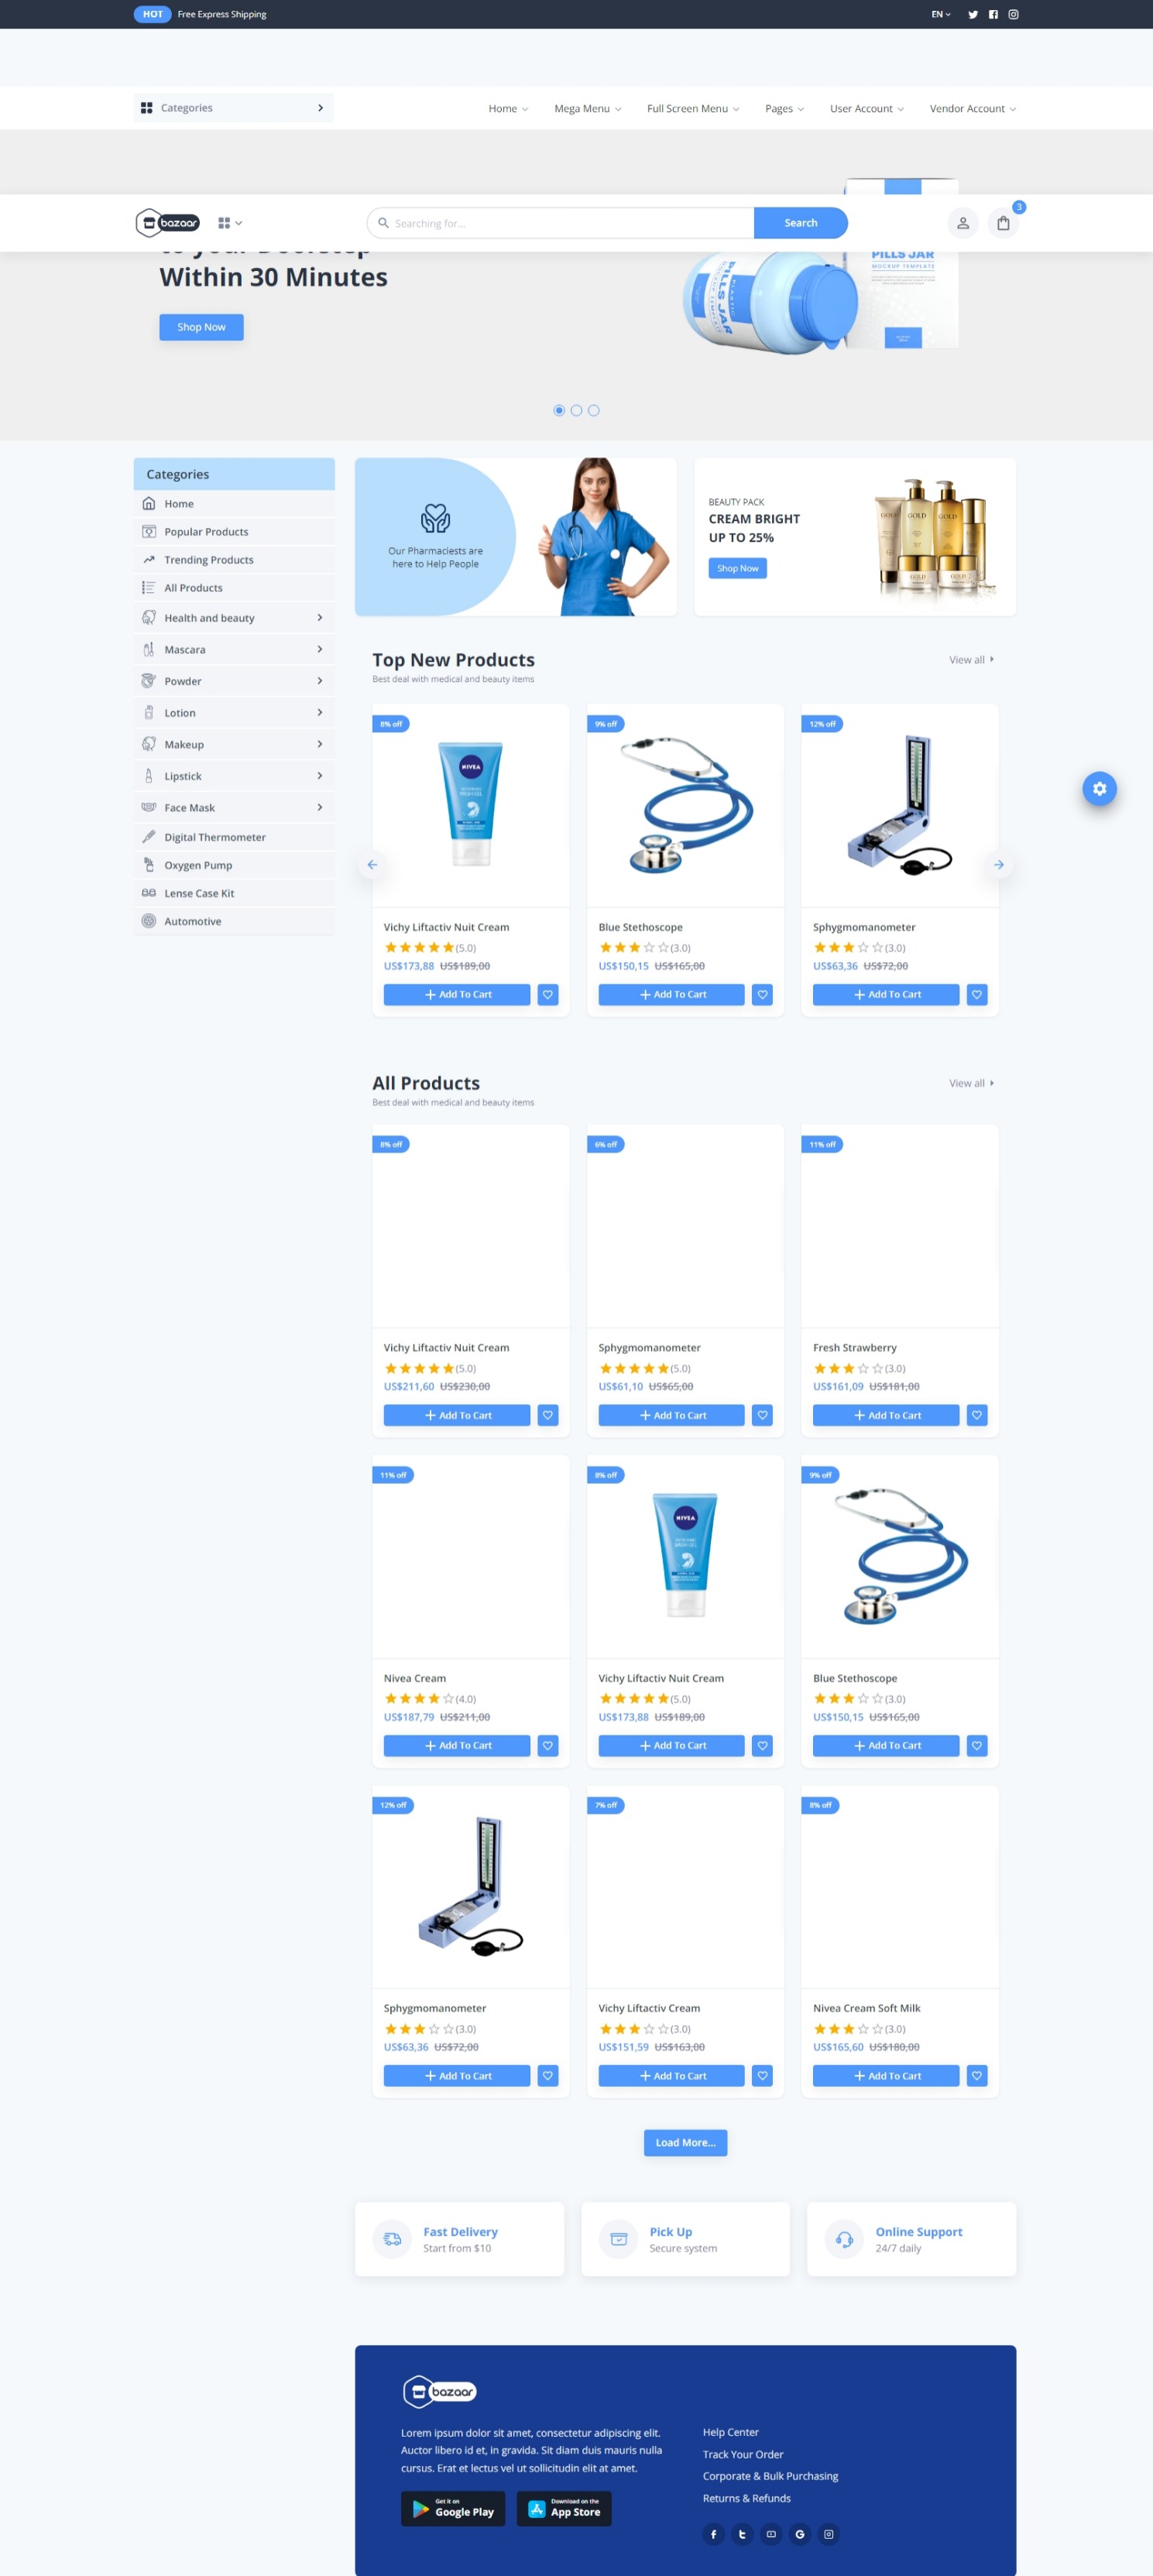 HOT Free Express Shipping
EN
Categories
Home Mega Menu Full Screen Menu Pages User Account Vendor Account
bazaar
Searching for...
Search
3
Within 30 Minutes
Shop Now
PILLS JAR
MOCKUP TEMPLATE
PILLS JAR
Categories
Home
Popular Products
Trending Products
All Products
Health and beauty
Mascara
Powder
Lotion
Makeup
Lipstick
Face Mask
Digital Thermometer
Oxygen Pump
Lense Case Kit
Automotive
Our Pharmaciests are
here to Help People
BEAUTY PACK
CREAM BRIGHT
UP TO 25%
Shop Now
GOLD
GOLD
GOLD
GOLD
GOLD
Top New Products
View all
Best deal with medical and beauty items
8% off
NIVEA
Vichy Liftactiv Nuit Cream
(5.0)
US$173,88 US$189,00
Add To Cart
9% off
Blue Stethoscope
(3.0)
US$150,15 US$165,00
Add To Cart
12% off
Sphygmomanometer
(3.0)
US$63,36 US$72,00
Add To Cart
All Products
View all
Best deal with medical and beauty items
8% off
Vichy Liftactiv Nuit Cream
(5.0)
US$211,60 US$230,00
Add To Cart
6% off
Sphygmomanometer
(5.0)
US$61,10 US$65,00
Add To Cart
11% off
Fresh Strawberry
(3.0)
US$161,09 US$181,00
Add To Cart
11% off
Nivea Cream
(4.0)
US$187,79 US$211,00
Add To Cart
8% off
NIVEA
Vichy Liftactiv Nuit Cream
(5.0)
US$173,88 US$189,00
Add To Cart
9% off
Blue Stethoscope
(3.0)
US$150,15 US$165,00
Add To Cart
12% off
Sphygmomanometer
(3.0)
US$63,36 US$72,00
Add To Cart
7% off
Vichy Liftactiv Cream
(3.0)
US$151,59 US$163,00
Add To Cart
8% off
Nivea Cream Soft Milk
(3.0)
US$165,60 US$180,00
Add To Cart
Load More...
Fast Delivery
Start from $10
Pick Up
Secure system
Online Support
24/7 daily
bazaar
Lorem ipsum dolor sit amet, consectetur adipiscing elit.
Auctor libero id et, in gravida. Sit diam duis mauris nulla
cursus. Erat et lectus vel ut sollicitudin elit at amet.
Get it on
Google Play
Download on the
App Store
Help Center
Track Your Order
Corporate & Bulk Purchasing
Returns & Refunds